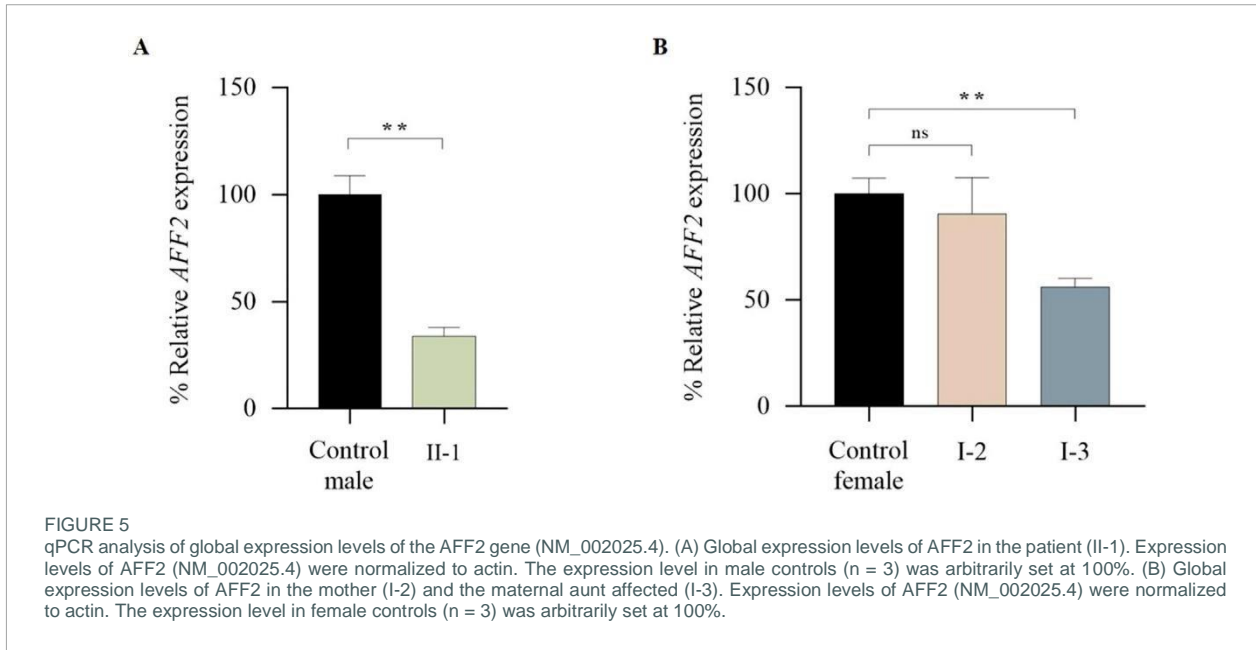 A
% Relative AFF2 expression
150
100
50
0
**
Control male
II-1
B
% Relative AFF2 expression
150
100
50
0
**
ns
Control female
I-2
I-3
FIGURE 5
qPCR analysis of global expression levels of the AFF2 gene (NM_002025.4). (A) Global expression levels of AFF2 in the patient (II-1). Expression
levels of AFF2 (NM_002025.4) were normalized to actin. The expression level in male controls (n = 3) was arbitrarily set at 100%. (B) Global
expression levels of AFF2 in the mother (I-2) and the maternal aunt affected (I-3). Expression levels of AFF2 (NM_002025.4) were normalized
to actin. The expression level in female controls (n = 3) was arbitrarily set at 100%.